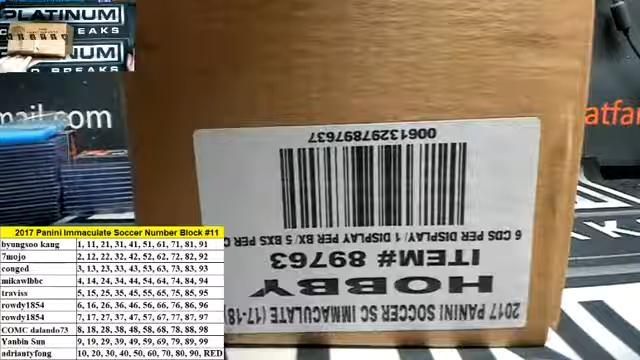 PLATINUM
BREAKS
NUM
BREAKS
mail.com
atfa
0061329789763 7
6 CDS PER DISPLAY/ 1 DISPLAY PER BX/ 5 BXS PER C
ITEM# 89763
HOBBY
2017 PANINI SOCCER SC IMMACULATE (17-18)
2017 Panini Immaculate Soccer Number Block #11
byungsoo kang 1, 11, 21, 31, 41, 51, 61, 71, 81, 91
7mojo 2, 12, 22, 32, 42, 52, 62, 72, 82, 92
conged 3, 13, 23, 33, 43, 53, 63, 73, 83, 93
mikawlbbc 4, 14, 24, 34, 44, 54, 64, 74, 84, 94
traviss 5, 15, 25, 35, 45, 55, 65, 75, 85, 95
rowdy1854 6, 16, 26, 36, 46, 56, 66, 76, 86, 96
rowdy1854 7, 17, 27, 37, 47, 57, 67, 77, 87, 97
COMC dalando73 8, 18, 28, 38, 48, 58, 68, 78, 88, 98
Yanbin Sun 9, 19, 29, 39, 49, 59, 69, 79, 89, 99
adriantyfong 10, 20, 30, 40, 50, 60, 70, 80, 90, RED